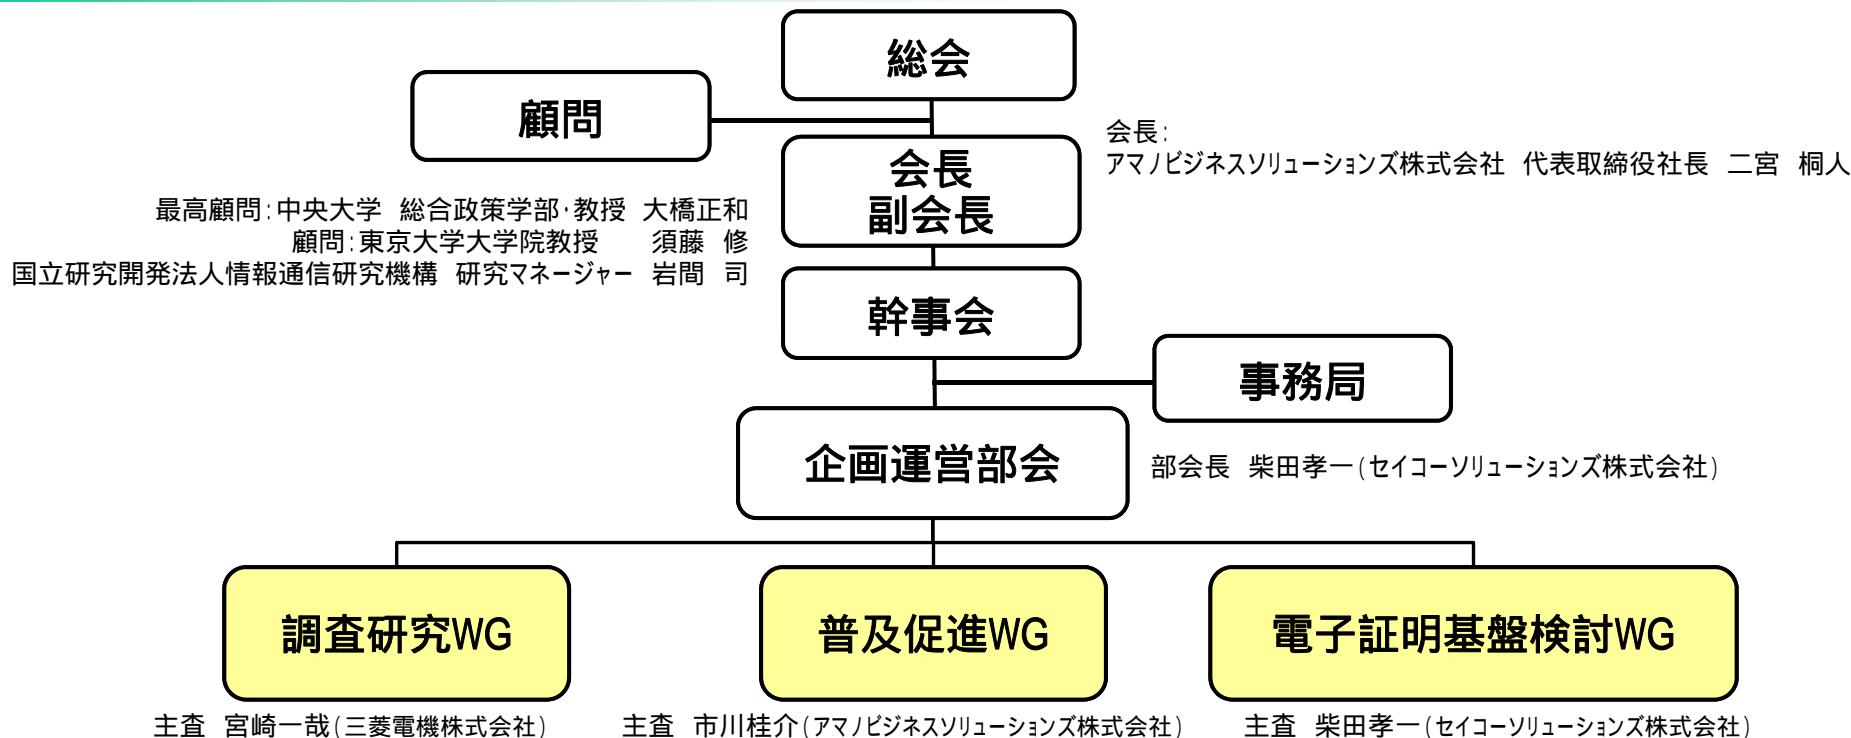 総会
顧問
会長:
アマノビジネスソリューションズ株式会社 代表取締役社長 二宮 桐人
会長
副会長
最高顧問:中央大学 総合政策学部・教授 大橋正和
顧問:東京大学大学院教授 須藤 修
国立研究開発法人情報通信研究機構 研究マネージャー 岩間 司
幹事会
事務局
企画運営部会
部会長 柴田孝一(セイコーソリューションズ株式会社)
調査研究WG
普及促進WG
電子証明基盤検討WG
主査 宮崎一哉(三菱電機株式会社)
主査 市川桂介(アマノビジネスソリューションズ株式会社)
主査 柴田孝一(セイコーソリューションズ株式会社)